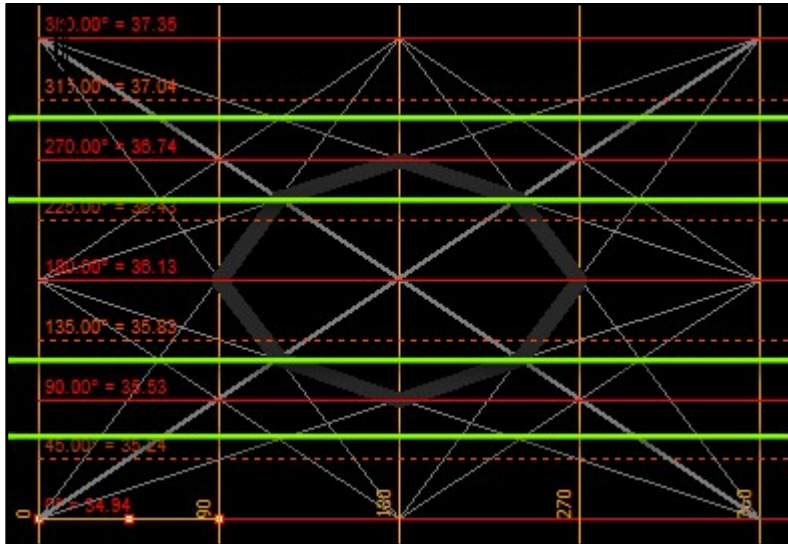 360.00° = 37.35
315.00° = 37.04
270.00° = 36.74
225.00° = 36.43
180.00° = 36.13
135.00° = 35.83
90.00° = 35.53
45.00° = 35.24
0° = 34.94
0
90
180
270
360